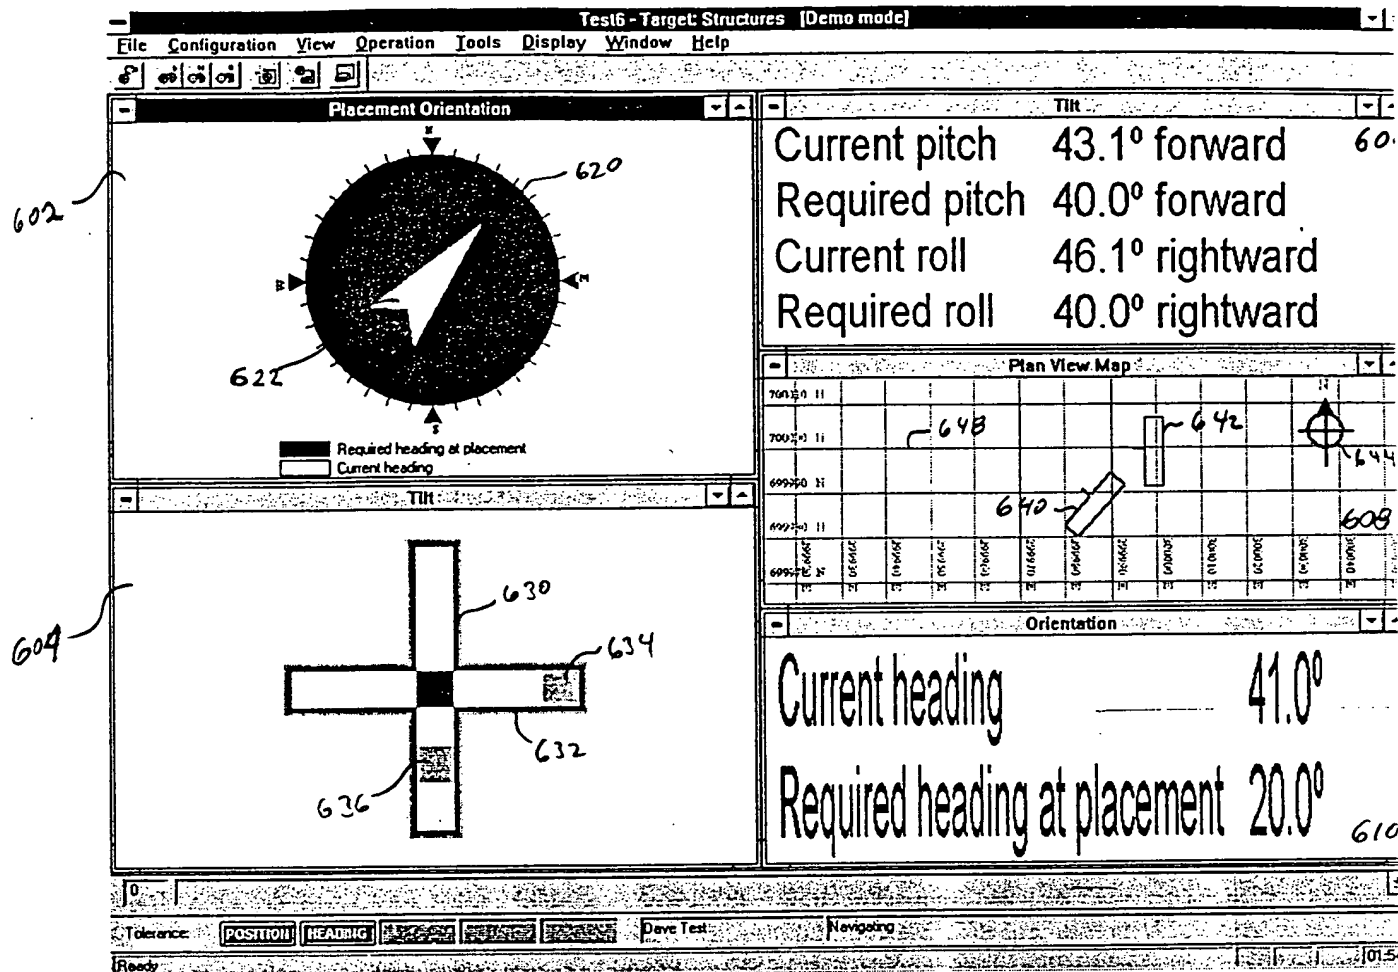 Test6 - Target: Structures [Demo mode]
File Configuration View Operation Tools Display Window Help
Placement Orientation
N
620
602
W
E
622
S
Required heading at placement
Current heading
Tilt
Current pitch 43.1° forward
60
Required pitch 40.0° forward
Current roll 46.1° rightward
Required roll 40.0° rightward
Plan View Map
N
648
642
644
640
608
Tilt
630
634
604
632
636
Orientation
Current heading 41.0°
Required heading at placement 20.0°
610
0
Tolerance: POSITION HEADING Dave Test Navigating
Ready
01